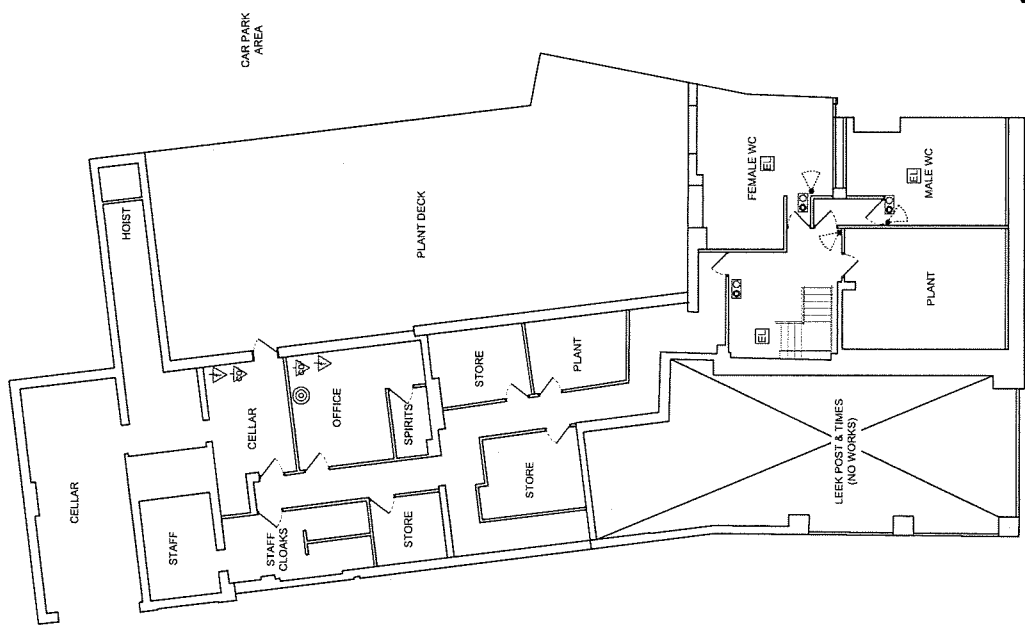 CELLAR
HOIST
STAFF
CAR PARK
AREA
CELLAR
STAFF
CLOAKS
OFFICE
STORE
SPIRITS
PLANT DECK
STORE
STORE
PLANT
FEMALE WC
EL
EL
LEEK POST & TIMES
(NO WORKS)
EL
MALE WC
PLANT